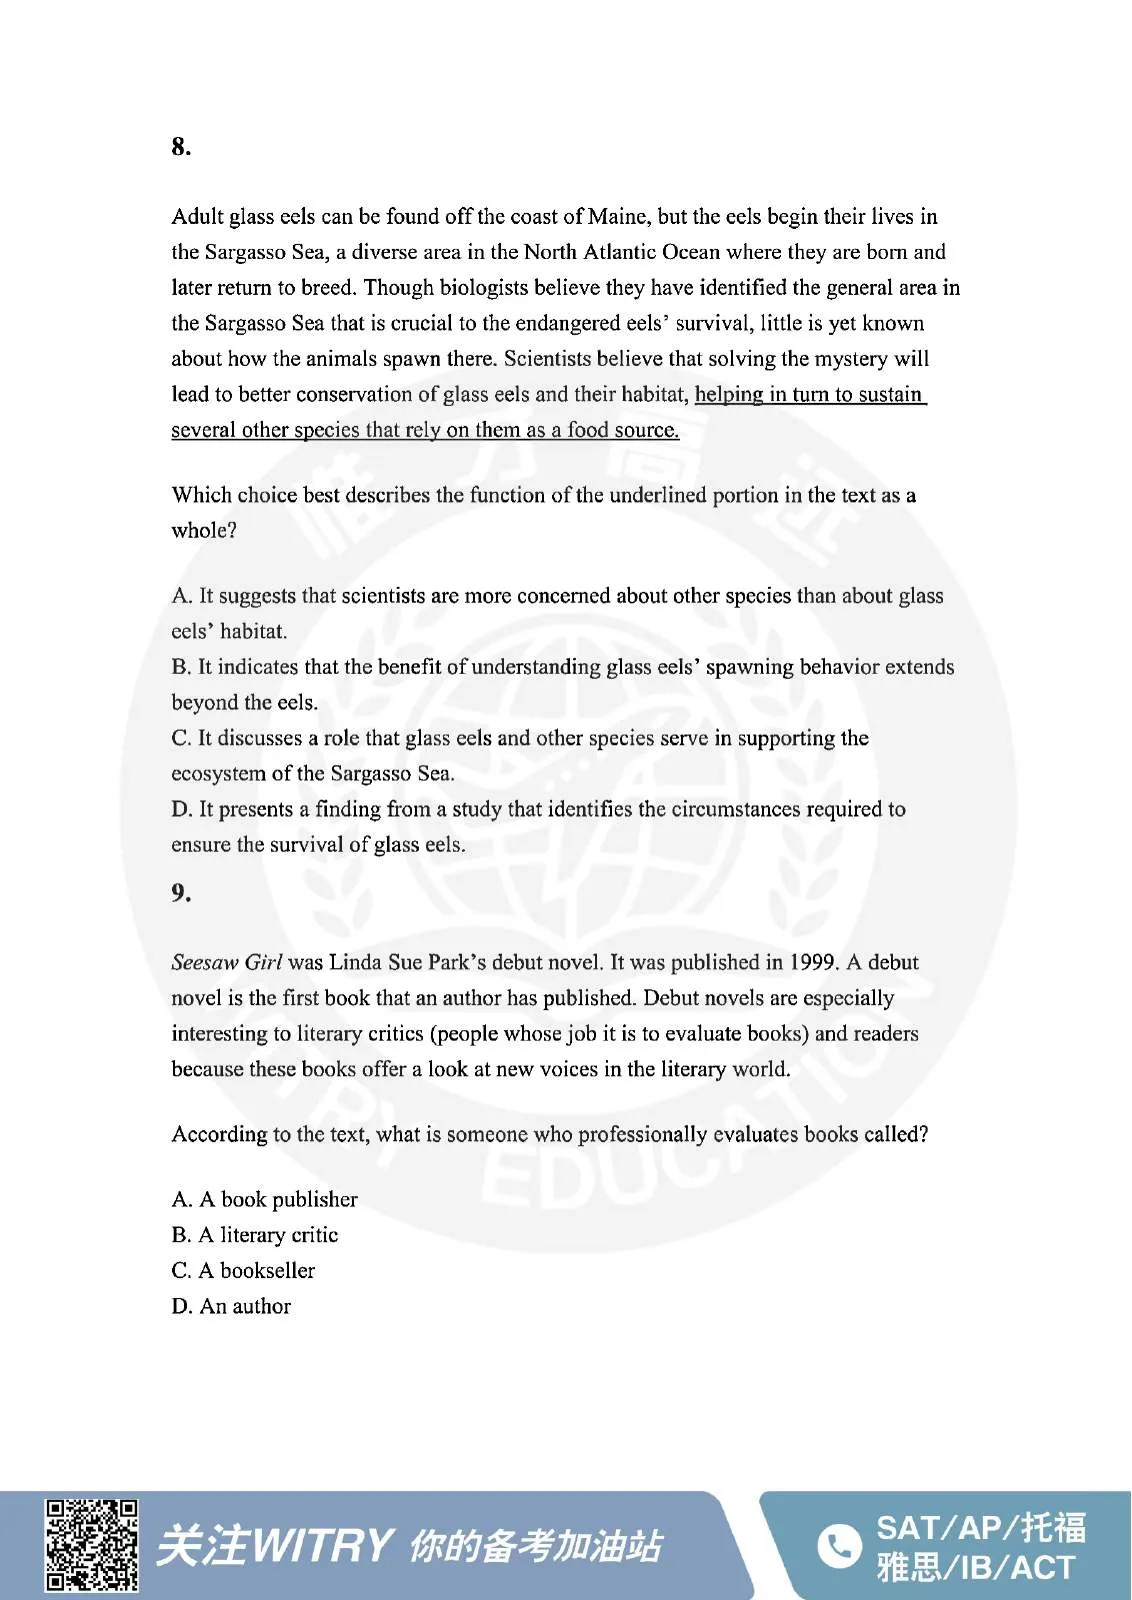 8.
Adult glass eels can be found off the coast of Maine, but the eels begin their lives in
the Sargasso Sea, a diverse area in the North Atlantic Ocean where they are born and
later return to breed. Though biologists believe they have identified the general area in
the Sargasso Sea that is crucial to the endangered eels’ survival, little is yet known
about how the animals spawn there. Scientists believe that solving the mystery will
lead to better conservation of glass eels and their habitat, helping in turn to sustain
several other species that rely on them as a food source.
Which choice best describes the function of the underlined portion in the text as a
whole?
A. It suggests that scientists are more concerned about other species than about glass
eels’ habitat.
B. It indicates that the benefit of understanding glass eels’ spawning behavior extends
beyond the eels.
C. It discusses a role that glass eels and other species serve in supporting the
ecosystem of the Sargasso Sea.
D. It presents a finding from a study that identifies the circumstances required to
ensure the survival of glass eels.
9.
Seesaw Girl was Linda Sue Park’s debut novel. It was published in 1999. A debut
novel is the first book that an author has published. Debut novels are especially
interesting to literary critics (people whose job it is to evaluate books) and readers
because these books offer a look at new voices in the literary world.
According to the text, what is someone who professionally evaluates books called?
A. A book publisher
B. A literary critic
C. A bookseller
D. An author
惟力高远
WITRY EDUCATION
关注WITRY 你的备考加油站
SAT/AP/托福
雅思/IB/ACT